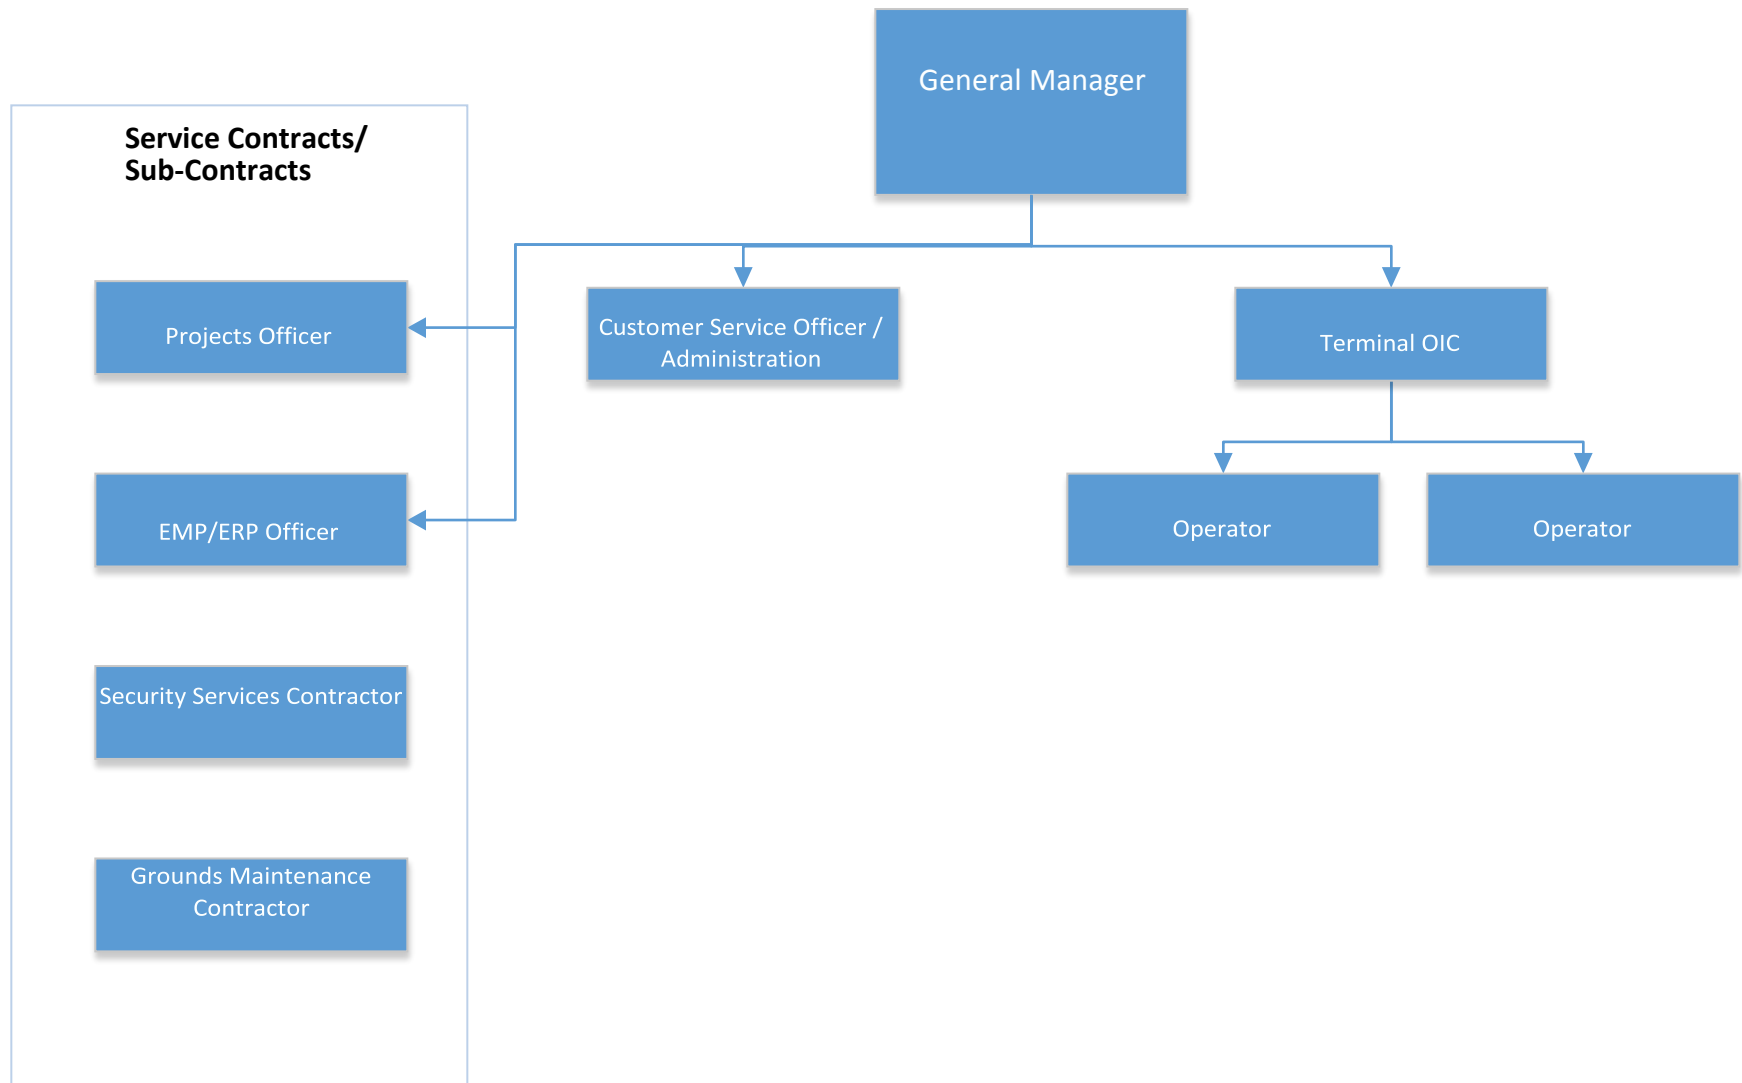 General Manager
Service Contracts/
Sub-Contracts
Projects Officer
Customer Service Officer /
Administration
Terminal OIC
EMP/ERP Officer
Operator
Operator
Security Services Contractor
Grounds Maintenance
Contractor